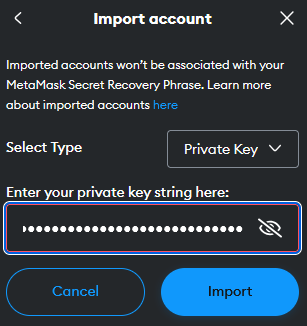 Import account
Imported accounts won't be associated with your
MetaMask Secret Recovery Phrase. Learn more
about imported accounts here
Select Type
Private Key
Enter your private key string here:
Cancel
Import